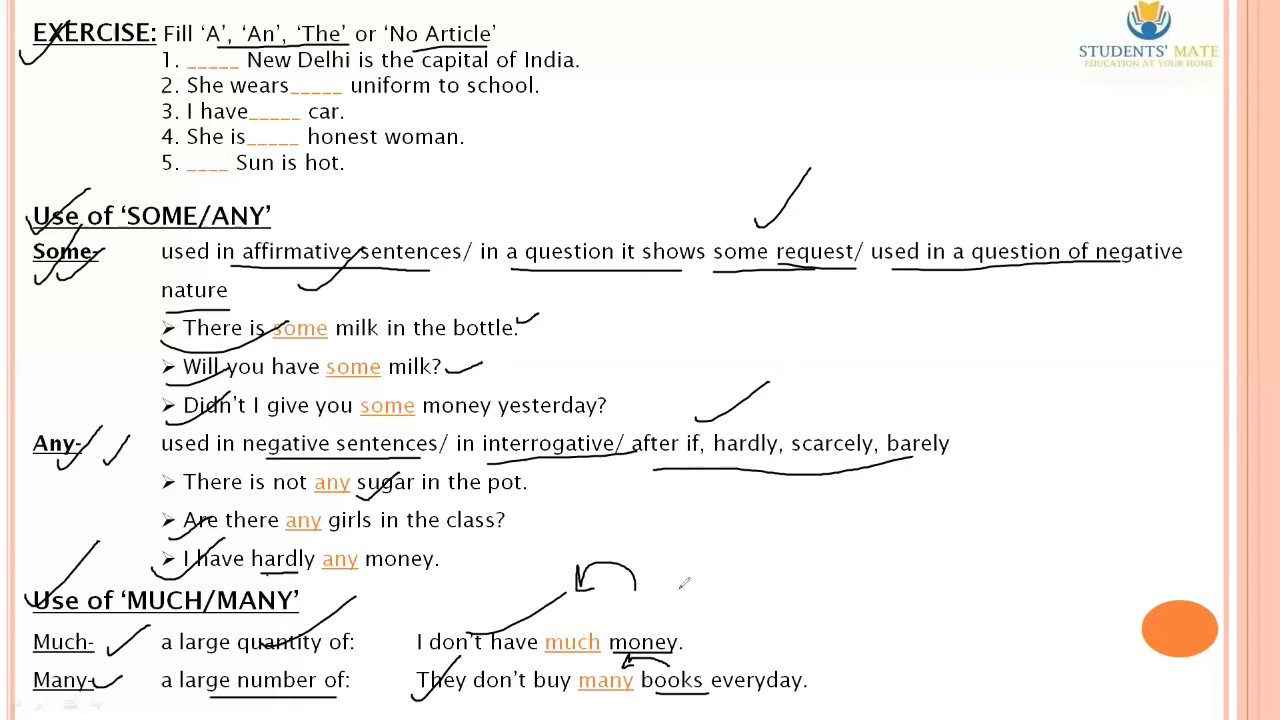 EXERCISE: Fill ‘A’, ‘An’, ‘The’ or ‘No Article’
1. _____ New Delhi is the capital of India.
2. She wears_____ uniform to school.
3. I have_____ car.
4. She is_____ honest woman.
5. ____ Sun is hot.
STUDENTS' MATE
EDUCATION AT YOUR HOME
Use of ‘SOME/ANY’
Some- used in affirmative sentences/ in a question it shows some request/ used in a question of negative
nature
There is some milk in the bottle.
Will you have some milk?
Didn’t I give you some money yesterday?
Any- used in negative sentences/ in interrogative/ after if, hardly, scarcely, barely
There is not any sugar in the pot.
Are there any girls in the class?
I have hardly any money.
Use of ‘MUCH/MANY’
Much- a large quantity of: I don’t have much money.
Many- a large number of: They don’t buy many books everyday.